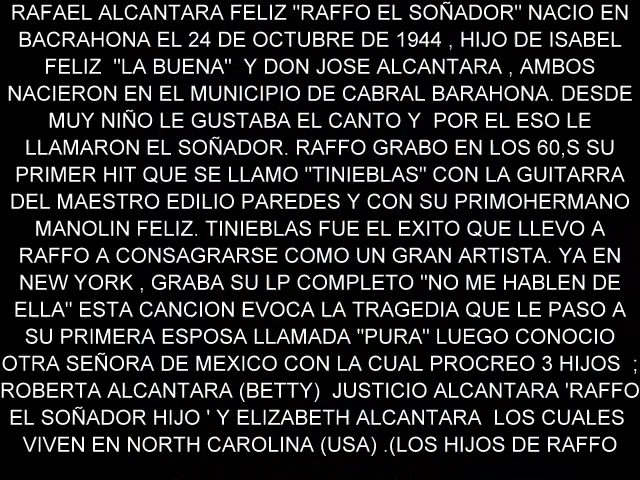 RAFAEL ALCANTARA FELIZ "RAFFO EL SOÑADOR" NACIO EN
BACRAHONA EL 24 DE OCTUBRE DE 1944 , HIJO DE ISABEL
FELIZ  "LA BUENA"  Y DON JOSE ALCANTARA , AMBOS
NACIERON EN EL MUNICIPIO DE CABRAL BARAHONA. DESDE
MUY NIÑO LE GUSTABA EL CANTO Y  POR EL ESO LE
LLAMARON EL SOÑADOR. RAFFO GRABO EN LOS 60,S SU
PRIMER HIT QUE SE LLAMO "TINIEBLAS" CON LA GUITARRA
DEL MAESTRO EDILIO PAREDES Y CON SU PRIMOHERMANO
MANOLIN FELIZ. TINIEBLAS FUE EL EXITO QUE LLEVO A
RAFFO A CONSAGRARSE COMO UN GRAN ARTISTA. YA EN
NEW YORK , GRABA SU LP COMPLETO "NO ME HABLEN DE
ELLA" ESTA CANCION EVOCA LA TRAGEDIA QUE LE PASO A
SU PRIMERA ESPOSA LLAMADA "PURA" LUEGO CONOCIO
OTRA SEÑORA DE MEXICO CON LA CUAL PROCREO 3 HIJOS  ;
ROBERTA ALCANTARA (BETTY)  JUSTICIO ALCANTARA 'RAFFO
EL SOÑADOR HIJO ' Y ELIZABETH ALCANTARA  LOS CUALES
VIVEN EN NORTH CAROLINA (USA) .(LOS HIJOS DE RAFFO